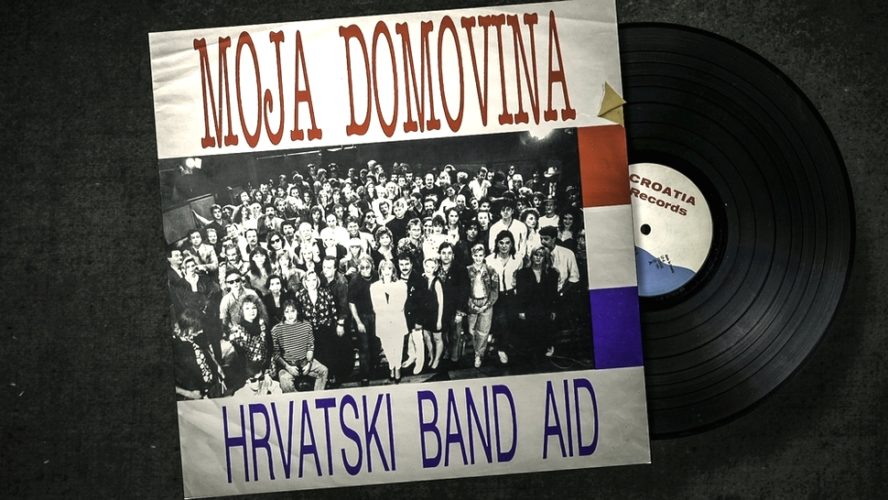 MOJA DOMOVINA
CROATIA
Records
HRVATSKI BAND AID